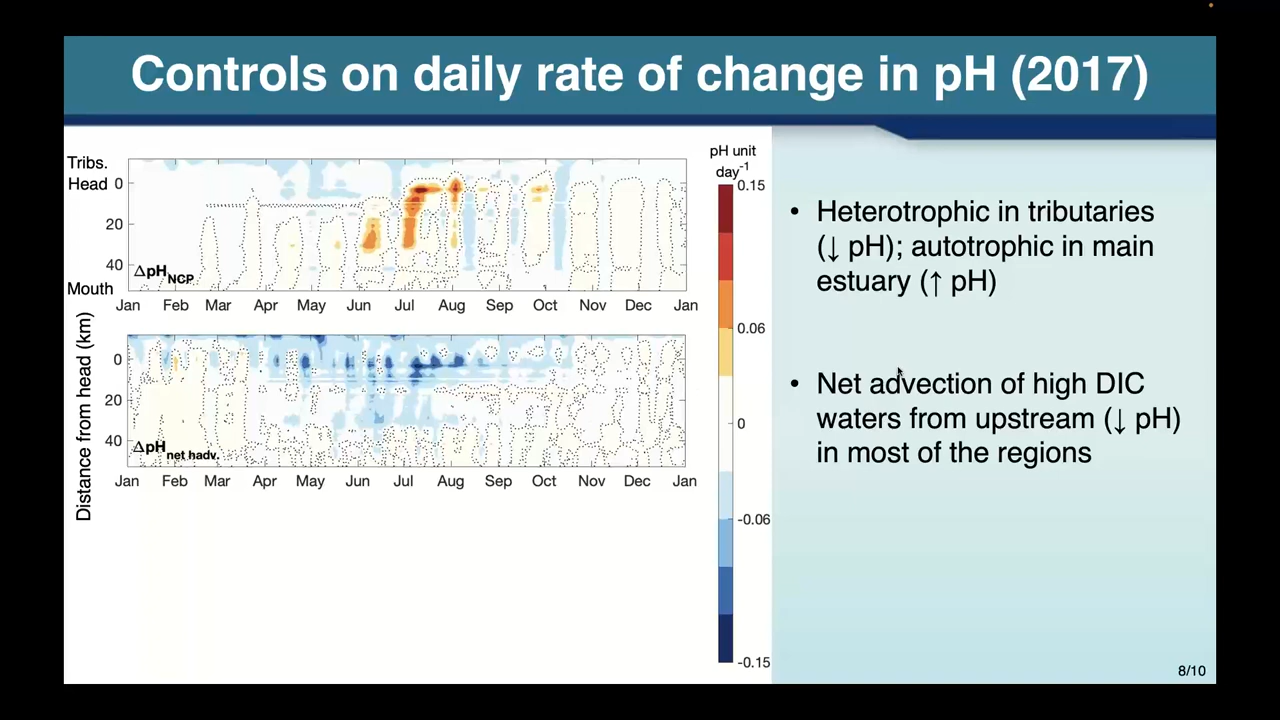 Controls on daily rate of change in pH (2017)
Tribs.
Head 0
20
40
Mouth
ΔpH NCP
Jan Feb Mar Apr May Jun Jul Aug Sep Oct Nov Dec Jan
0
20
40
ΔpH net hadv.
Jan Feb Mar Apr May Jun Jul Aug Sep Oct Nov Dec Jan
Distance from head (km)
pH unit
day-1
0.15
0.06
0
-0.06
-0.15
• Heterotrophic in tributaries
(↓ pH); autotrophic in main
estuary (↑ pH)
• Net advection of high DIC
waters from upstream (↓ pH)
in most of the regions
8/10